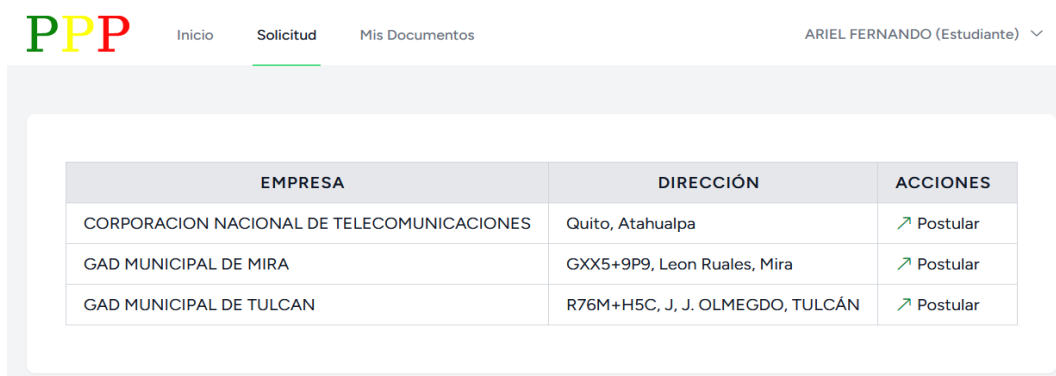 PPP Inicio Solicitud Mis Documentos ARIEL FERNANDO (Estudiante)
EMPRESA DIRECCIÓN ACCIONES
CORPORACION NACIONAL DE TELECOMUNICACIONES Quito, Atahualpa Postular
GAD MUNICIPAL DE MIRA GXX5+9P9, Leon Ruales, Mira Postular
GAD MUNICIPAL DE TULCAN R76M+H5C, J, J. OLMEGDO, TULCÁN Postular